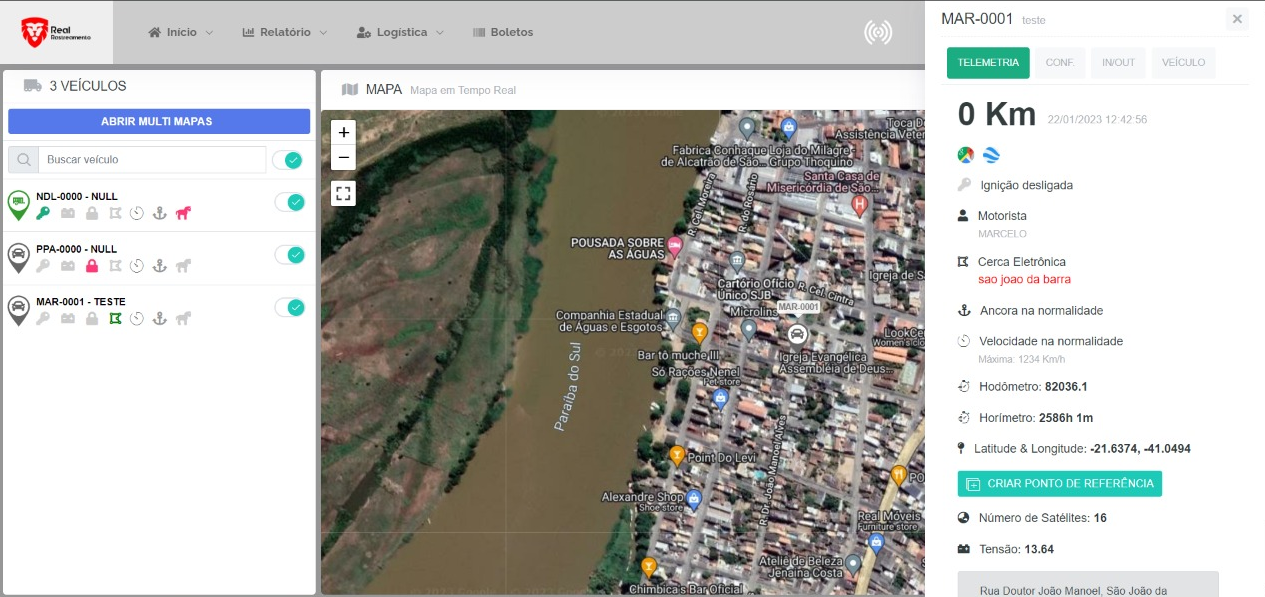 Real
Rastreamento
Início
Relatório
Logística
Boletos
3 VEÍCULOS
ABRIR MULTI MAPAS
Buscar veículo
NDL-0000 - NULL
PPA-0000 - NULL
MAR-0001 - TESTE
MAPA Mapa em Tempo Real
+
−
Toca D
Assistência Veter
Fabrica Conhaque
de Alcatrão de São...
Loja do Milagre -
Grupo Thoquino
Santa Casa de
Misericórdia de São...
H
R. Cel. Moreira
R. do Rosário
POUSADA SOBRE
AS ÁGUAS
Igreja de S
Cartório Ofício
Único SJB
R. Cel. Cintra
MAR-0001
Microlins
Companhia Estadual
de Águas e Esgotos
LookCe
Women's clo
Bar tô muche III
Igreja Evangélica
Assembléia de Deus...
Só Rações Nenel
Pet store
Paraíba do Sul
R. Dr. João Manoel Alves
Point Do Levi
PO
Alexandre Shop
Shoe store
Real Móveis
Furniture store
Ateliê de Beleza
Jenaina Costa
Chimbica's Bar Oficial
MAR-0001 teste
×
TELEMETRIA
CONF.
IN/OUT
VEÍCULO
0 Km 22/01/2023 12:42:56
Ignição desligada
Motorista
MARCELO
Cerca Eletrônica
sao joao da barra
Ancora na normalidade
Velocidade na normalidade
Máxima: 1234 Km/h
Hodômetro: 82036.1
Horímetro: 2586h 1m
Latitude & Longitude: -21.6374, -41.0494
CRIAR PONTO DE REFERÊNCIA
Número de Satélites: 16
Tensão: 13.64
Rua Doutor João Manoel, São João da